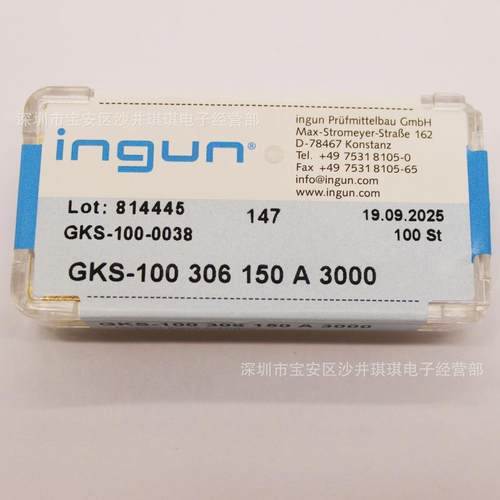 深圳市宝安区沙井琪琪电子经营部
ingun®
ingun Prüfmittelbau GmbH
Max-Stromeyer-Straße 162
D-78467 Konstanz
Tel. +49 7531 8105-0
Fax +49 7531 8105-65
info@ingun.com
www.ingun.com
Lot: 814445
147
19.09.2025
GKS-100-0038
100 St
GKS-100 306 150 A 3000
GKS-100 306 150 A 3000
深圳市宝安区沙井琪琪电子经营部